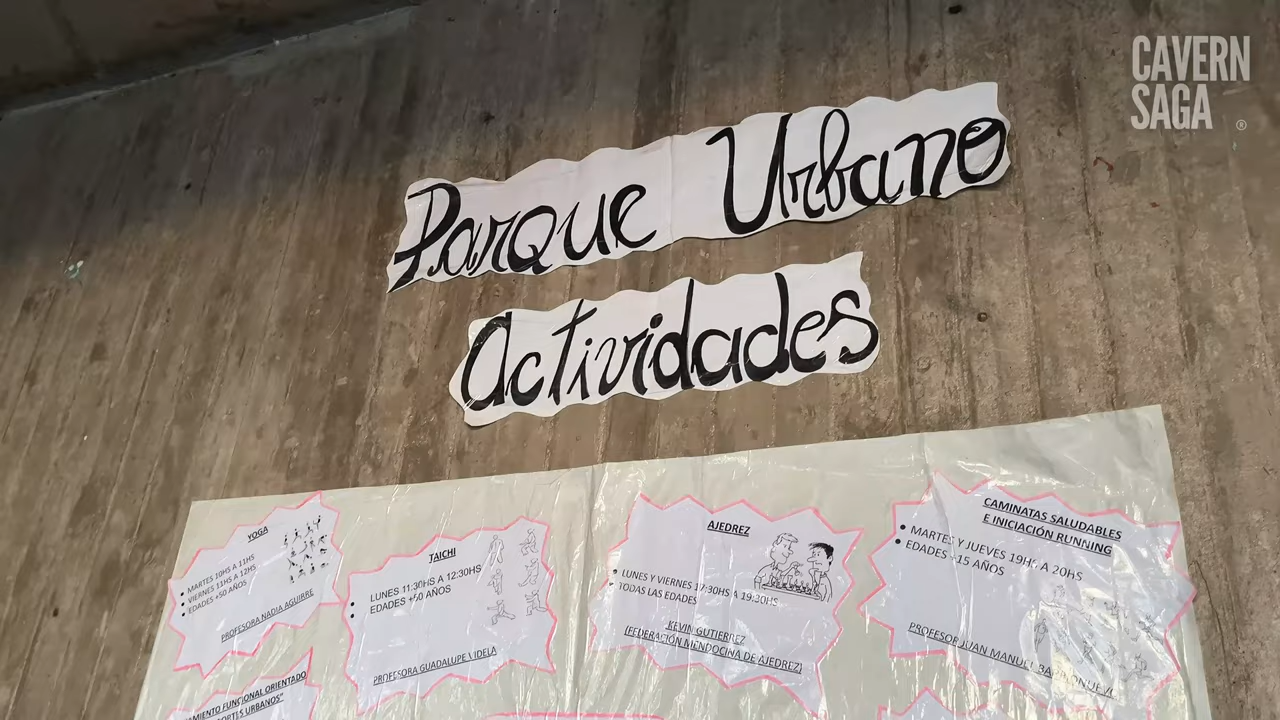 CAVERN
SAGA
®
Parque Urbano
Actividades
YOGA
• MARTES 10HS A 11HS
• VIERNES 11HS A 12HS
• EDADES +50 AÑOS
PROFESORA NADIA AGUIRRE
TAICHI
• LUNES 11:30HS A 12:30HS
• EDADES +50 AÑOS
PROFESORA GUADALUPE VIDELA
AJEDREZ
• LUNES Y VIERNES 17:30HS A 19:30HS
TODAS LAS EDADES
KEVIN GUTIERREZ
(FEDERACIÓN MENDOCINA DE AJEDREZ)
CAMINATAS SALUDABLES
E INICIACIÓN RUNNING
• MARTES Y JUEVES 19HS A 20HS
• EDADES +15 AÑOS
PROFESOR JUAN MANUEL BARRIONUEVO
FUNCIONAL ORIENTADO
URBANOS"